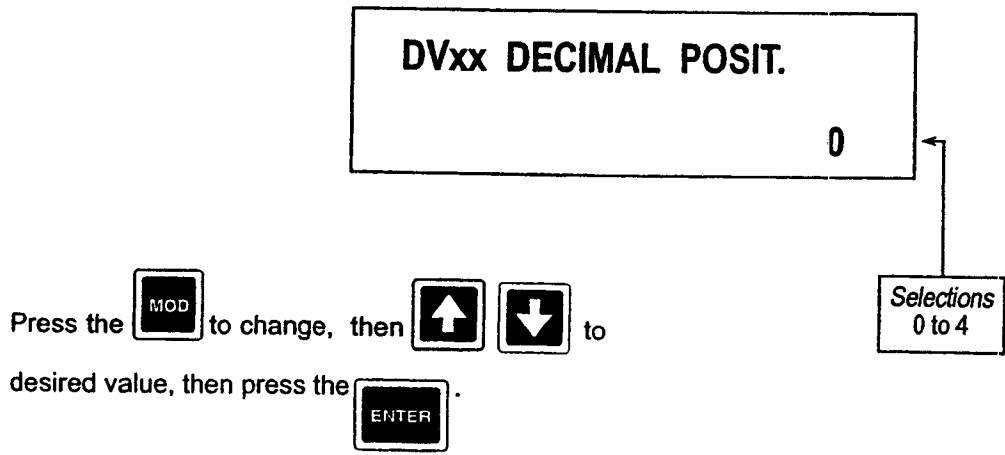 DVxx DECIMAL POSIT.
0
Selections
0 to 4
Press the MOD to change, then to
desired value, then press the ENTER .